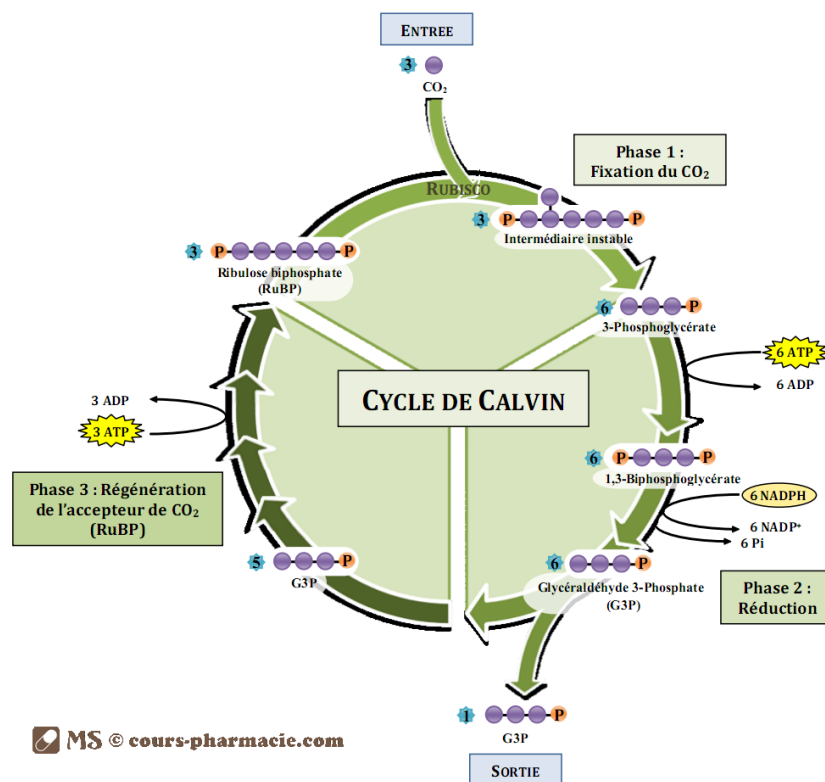 ENTREE
3
CO₂
Phase 1 :
Fixation du CO₂
RUBISCO
3 P P
Intermédiaire instable
3 P P
Ribulose biphosphate
(RuBP)
6 P
3-Phosphoglycérate
6 ATP
6 ADP
CYCLE DE CALVIN
3 ADP
3 ATP
6 P P
1,3-Biphosphoglycérate
6 NADPH
6 NADP⁺
6 Pi
Phase 3 : Régénération
de l'accepteur de CO₂
(RuBP)
5 P
G3P
6 P
Glycéraldéhyde 3-Phosphate
(G3P)
Phase 2 :
Réduction
1 P
G3P
MS © cours-pharmacie.com
SORTIE